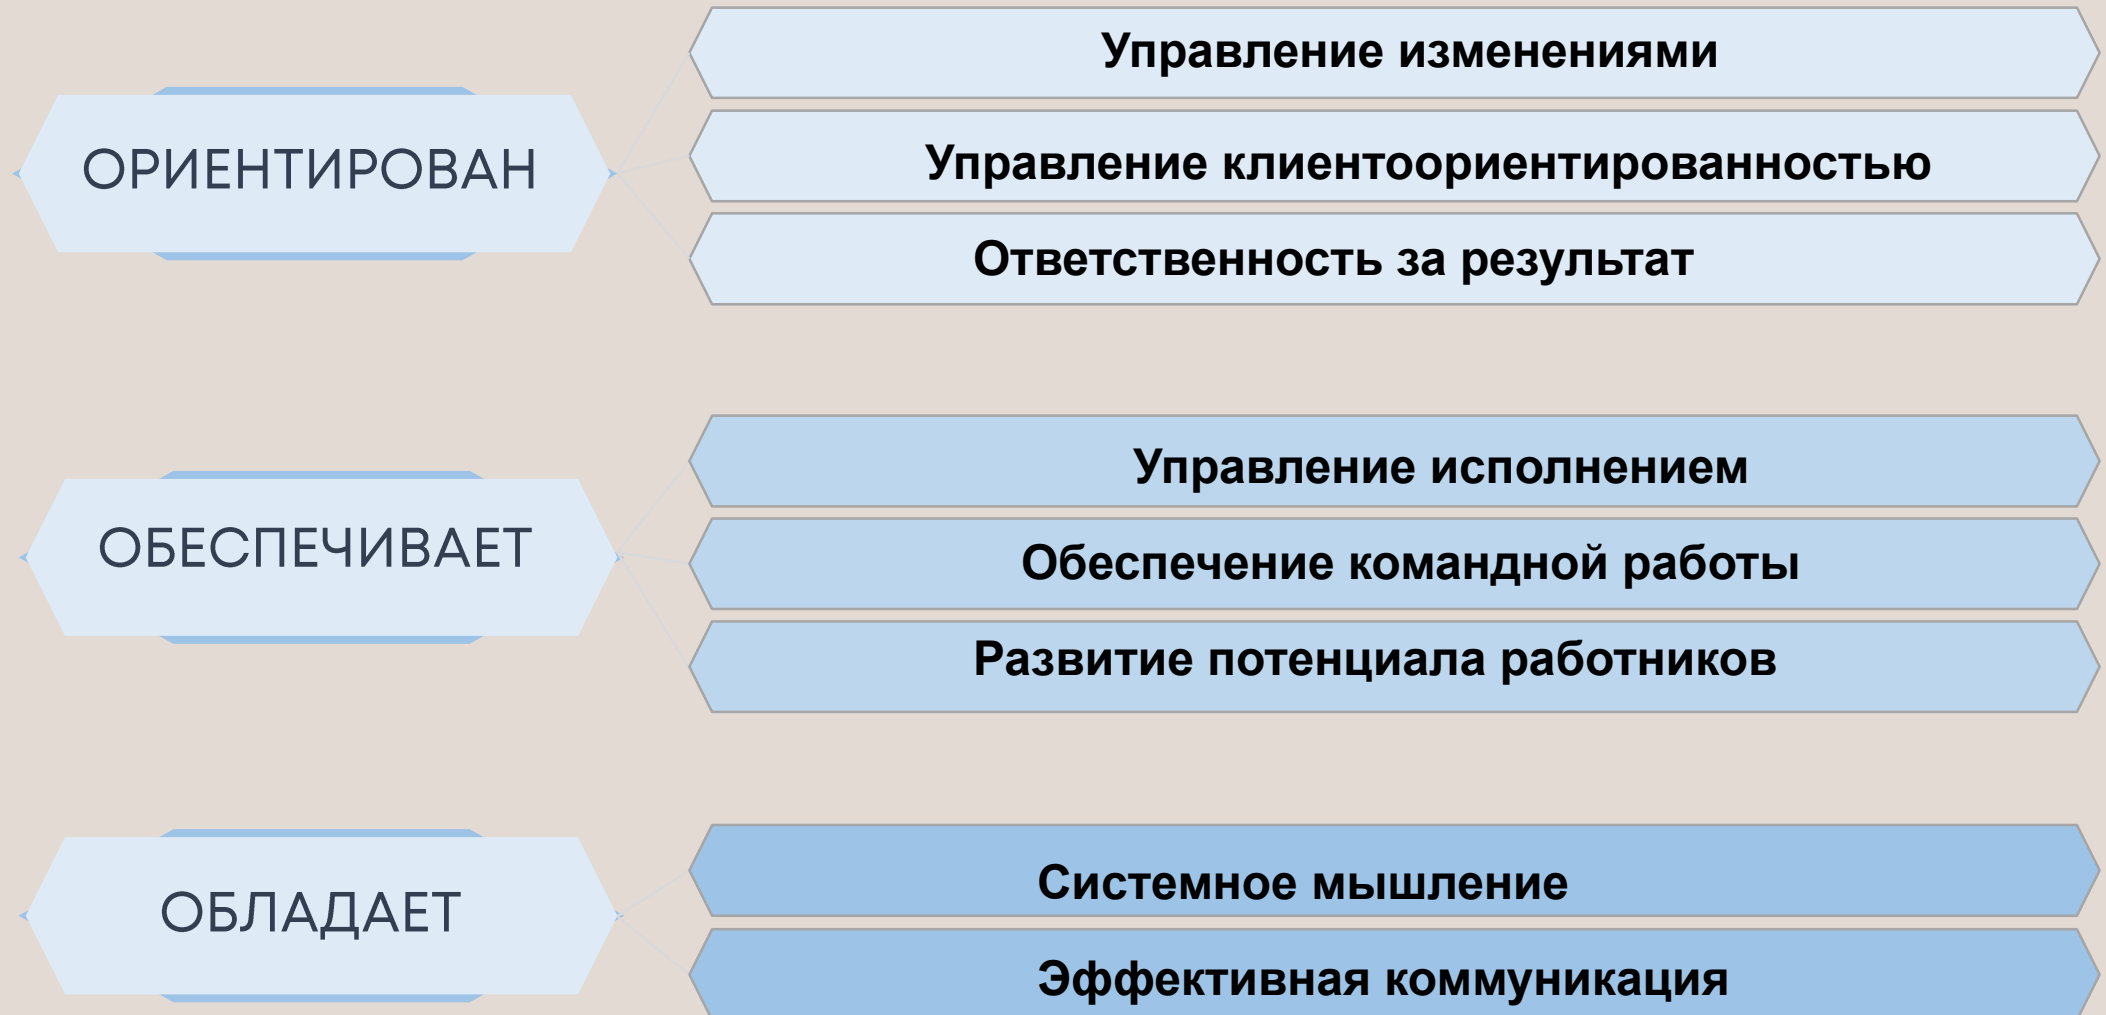 ОРИЕНТИРОВАН
Управление изменениями
Управление клиентоориентированностью
Ответственность за результат
ОБЕСПЕЧИВАЕТ
Управление исполнением
Обеспечение командной работы
Развитие потенциала работников
ОБЛАДАЕТ
Системное мышление
Эффективная коммуникация